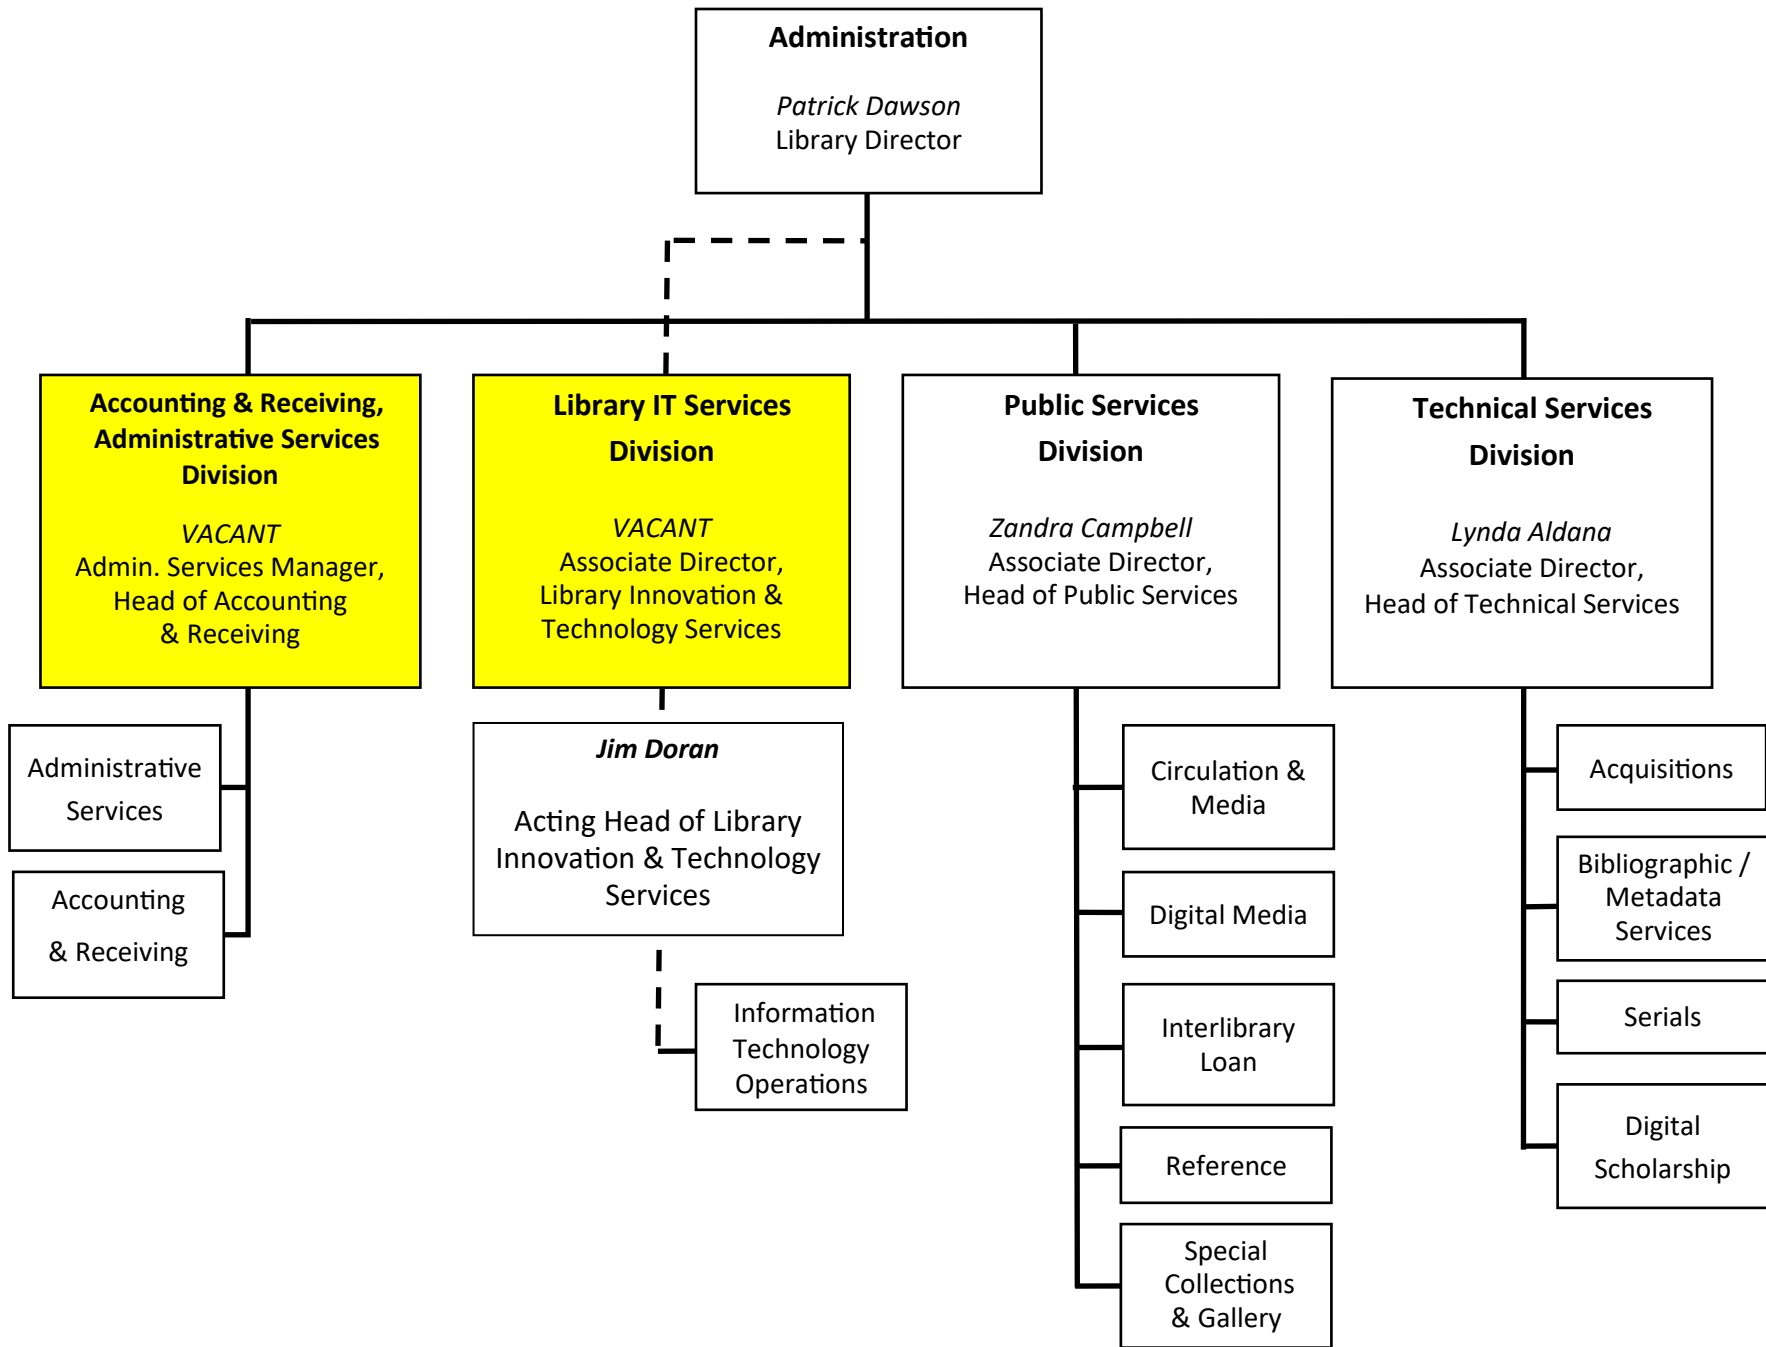 Administration
Patrick Dawson
Library Director
Accounting & Receiving,
Administrative Services
Division
VACANT
Admin. Services Manager,
Head of Accounting
& Receiving
Library IT Services
Division
VACANT
Associate Director,
Library Innovation &
Technology Services
Public Services
Division
Zandra Campbell
Associate Director,
Head of Public Services
Technical Services
Division
Lynda Aldana
Associate Director,
Head of Technical Services
Administrative
Services
Accounting
& Receiving
Jim Doran
Acting Head of Library
Innovation & Technology
Services
Information
Technology
Operations
Circulation &
Media
Digital Media
Interlibrary
Loan
Reference
Special
Collections
& Gallery
Acquisitions
Bibliographic /
Metadata
Services
Serials
Digital
Scholarship